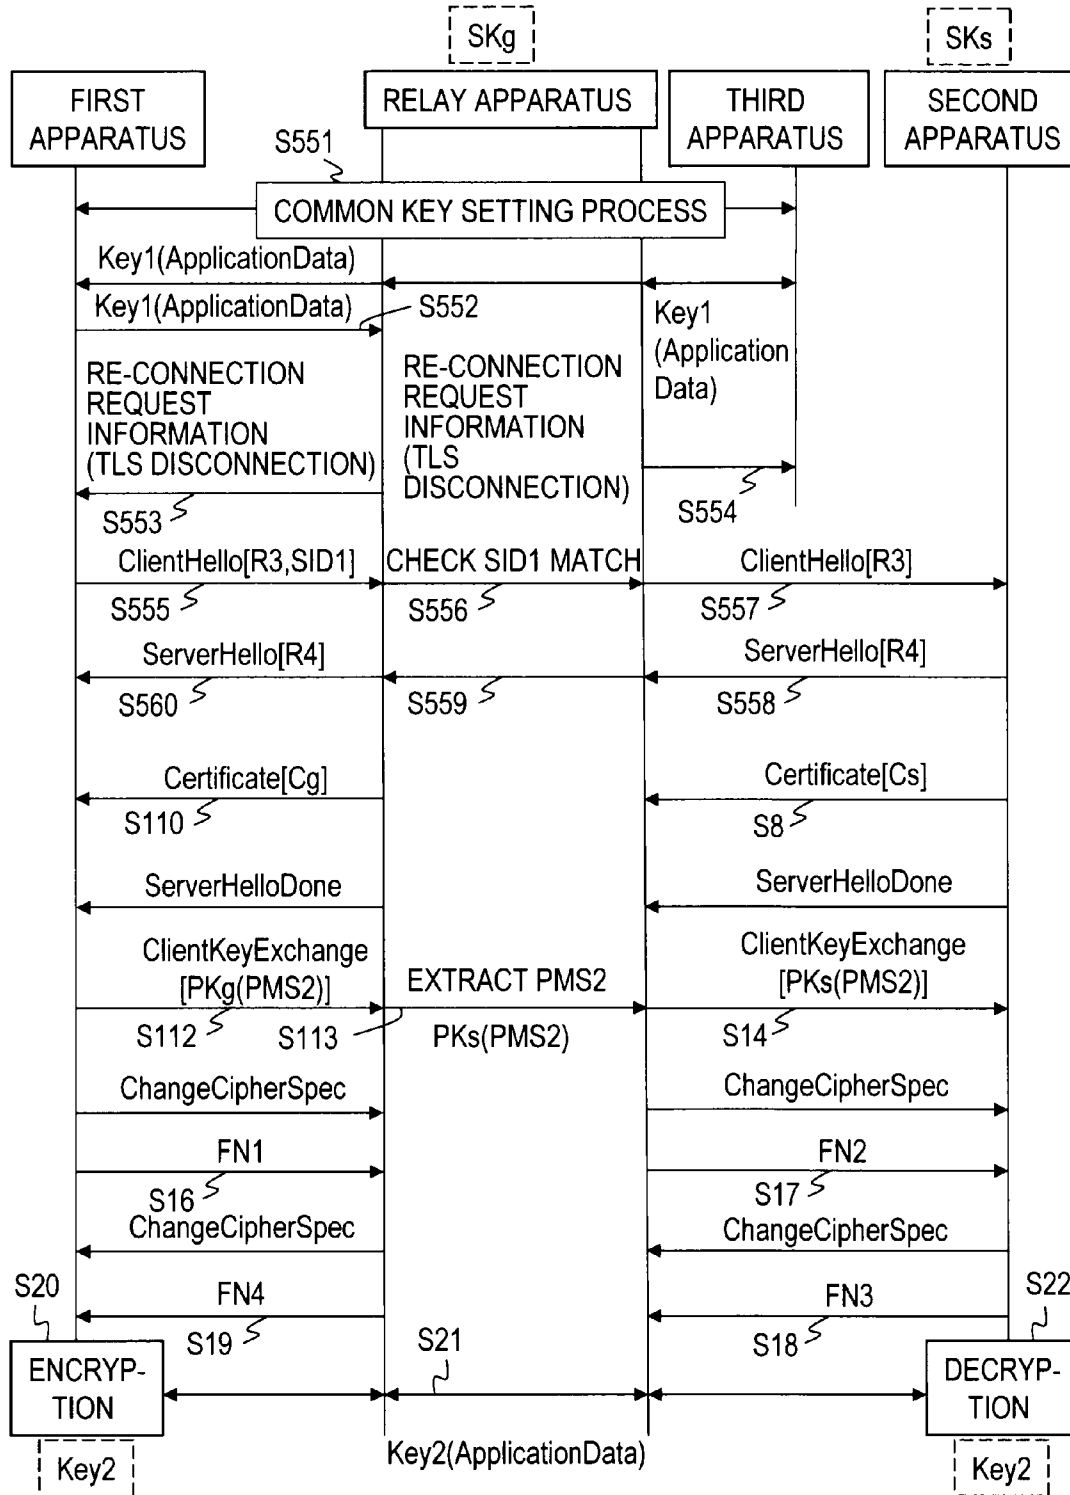 SKg
SKs
FIRST
APPARATUS
RELAY APPARATUS
THIRD
APPARATUS
SECOND
APPARATUS
S551
COMMON KEY SETTING PROCESS
Key1(ApplicationData)
Key1(ApplicationData)
S552
Key1
(Application
Data)
RE-CONNECTION
REQUEST
INFORMATION
(TLS DISCONNECTION)
RE-CONNECTION
REQUEST
INFORMATION
(TLS
DISCONNECTION)
S553
S554
ClientHello[R3,SID1]
CHECK SID1 MATCH
ClientHello[R3]
S555
S556
S557
ServerHello[R4]
ServerHello[R4]
S560
S559
S558
Certificate[Cg]
Certificate[Cs]
S110
S8
ServerHelloDone
ServerHelloDone
ClientKeyExchange
[PKg(PMS2)]
EXTRACT PMS2
ClientKeyExchange
[PKs(PMS2)]
S112
S113
PKs(PMS2)
S14
ChangeCipherSpec
ChangeCipherSpec
FN1
FN2
S16
S17
ChangeCipherSpec
ChangeCipherSpec
S20
FN4
FN3
S22
S19
S21
S18
ENCRYP-
TION
DECRYP-
TION
Key2(ApplicationData)
Key2
Key2